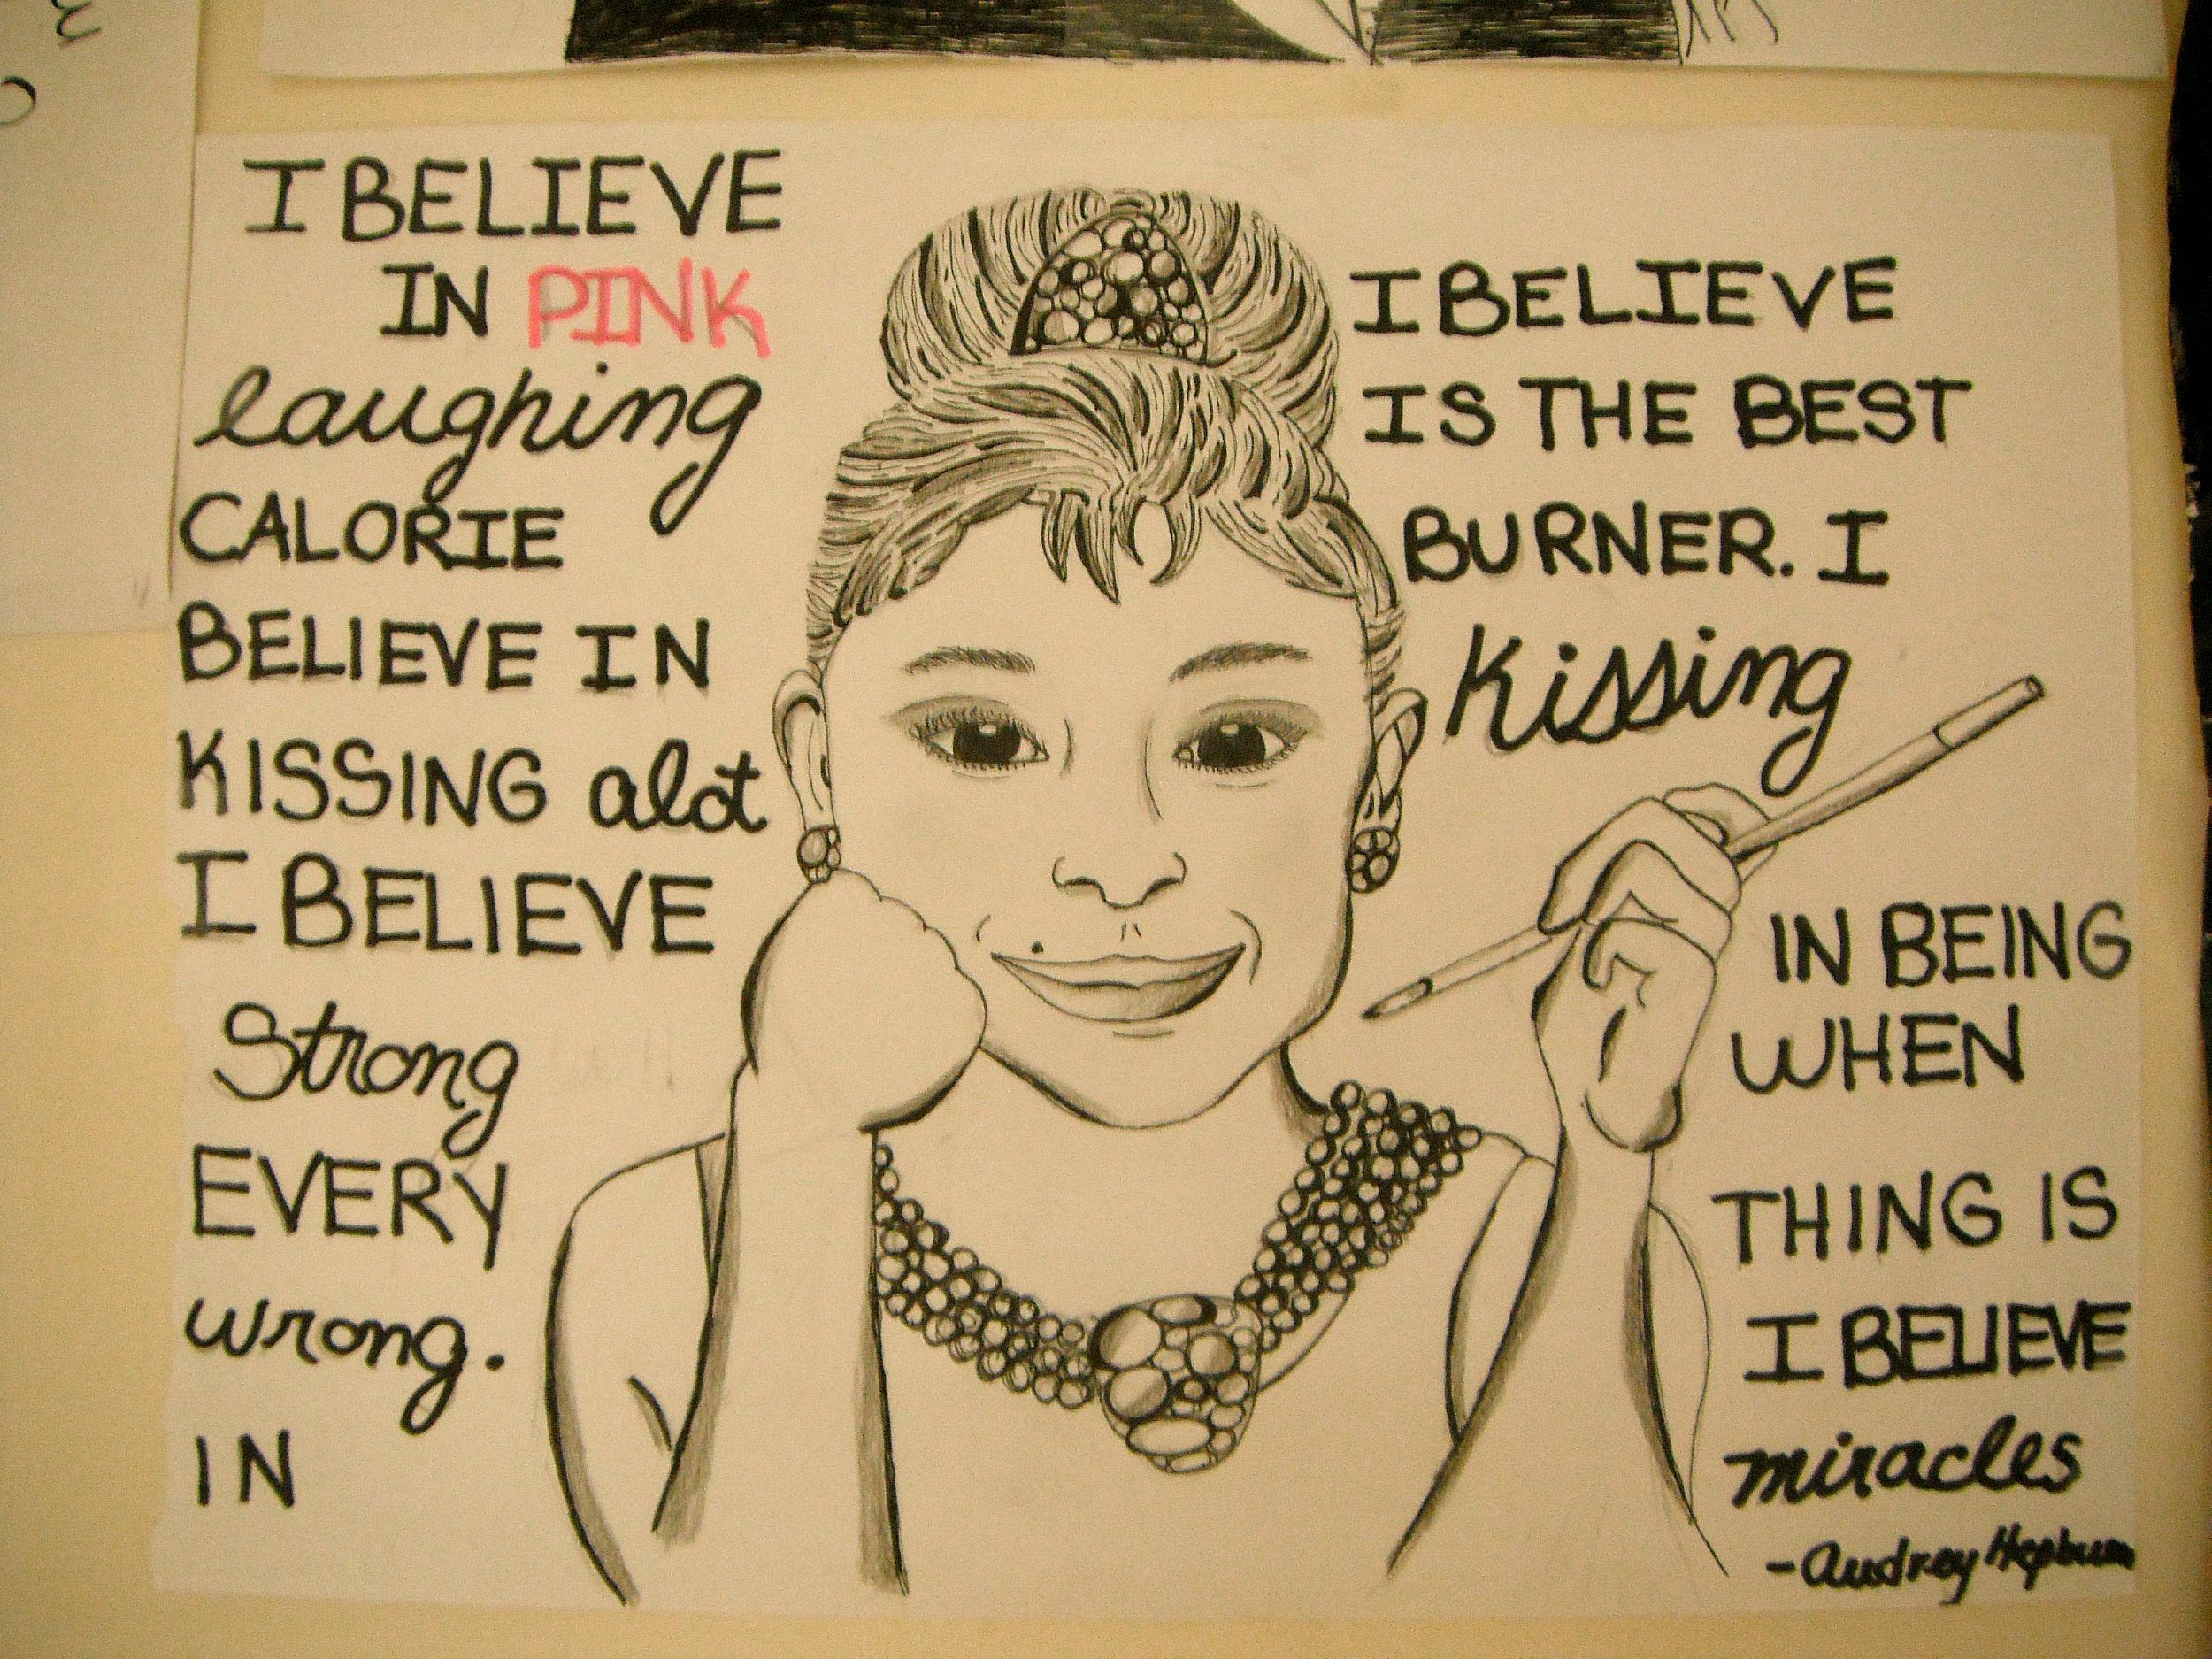 I BELIEVE
IN PINK I BELIEVE
laughing IS THE BEST
CALORIE BURNER. I
BELIEVE IN Kissing
KISSING alot
I BELIEVE IN BEING
Strong WHEN
EVERY THING IS
wrong. I BELIEVE
IN miracles
-Audrey Hepburn